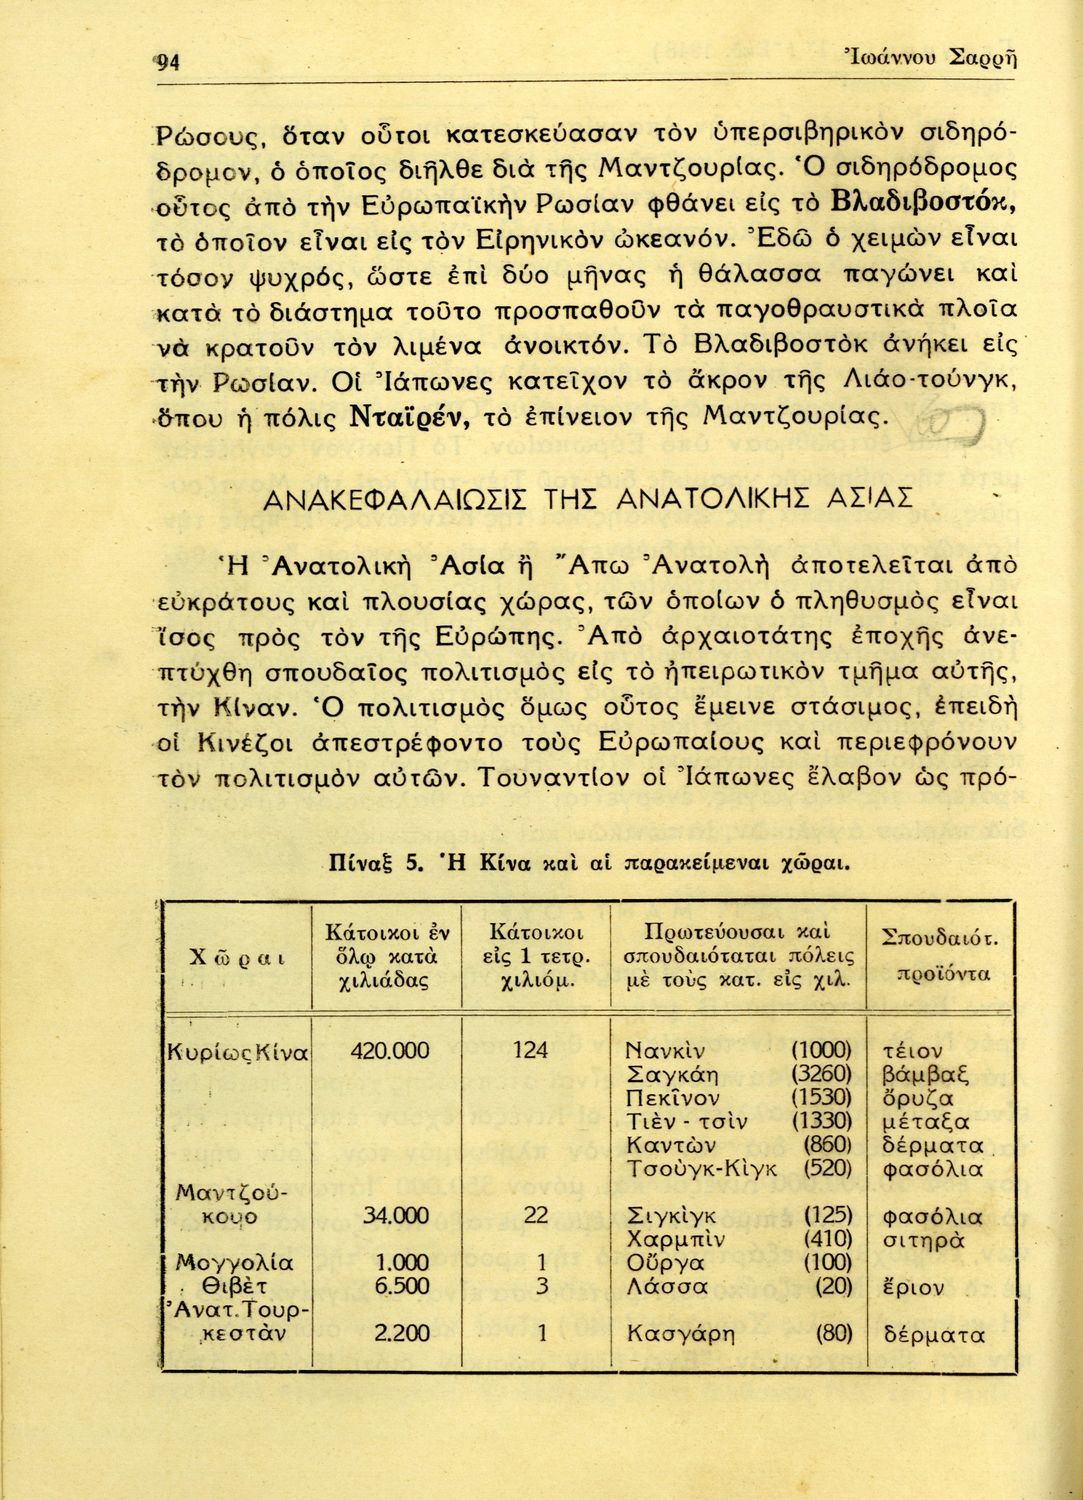 94
Ἰωάννου Σαρρῆ
Ρώσους, ὅταν οὗτοι κατεσκεύασαν τὸν ὑπερσιβηρικὸν σιδηρό-
δρομον, ὁ ὁποῖος διῆλθε διὰ τῆς Μαντζουρίας. Ὁ σιδηρόδρομος
οὗτος ἀπὸ τὴν Εὐρωπαϊκὴν Ρωσίαν φθάνει εἰς τὸ Βλαδιβοστόκ,
τὸ ὁποῖον εἶναι εἰς τὸν Εἰρηνικὸν ὠκεανόν. Ἐδῶ ὁ χειμὼν εἶναι
τόσον ψυχρός, ὥστε ἐπὶ δύο μῆνας ἡ θάλασσα παγώνει καὶ
κατὰ τὸ διάστημα τοῦτο προσπαθοῦν τὰ παγοθραυστικὰ πλοῖα
νὰ κρατοῦν τὸν λιμένα ἀνοικτόν. Τὸ Βλαδιβοστὸκ ἀνήκει εἰς
τὴν Ρωσίαν. Οἱ Ἰάπωνες κατεῖχον τὸ ἄκρον τῆς Λιάο-τούνγκ,
ὅπου ἡ πόλις Νταϊρέν, τὸ ἐπίνειον τῆς Μαντζουρίας.
ΑΝΑΚΕΦΑΛΑΙΩΣΙΣ ΤΗΣ ΑΝΑΤΟΛΙΚΗΣ ΑΣΙΑΣ
Ἡ Ἀνατολικὴ Ἀσία ἢ Ἄπω Ἀνατολὴ ἀποτελεῖται ἀπὸ
εὐκράτους καὶ πλουσίας χώρας, τῶν ὁποίων ὁ πληθυσμὸς εἶναι
ἴσος πρὸς τὸν τῆς Εὐρώπης. Ἀπὸ ἀρχαιοτάτης ἐποχῆς ἀνε-
πτύχθη σπουδαῖος πολιτισμὸς εἰς τὸ ἠπειρωτικὸν τμῆμα αὐτῆς,
τὴν Κίναν. Ὁ πολιτισμὸς ὅμως οὗτος ἔμεινε στάσιμος, ἐπειδὴ
οἱ Κινέζοι ἀπεστρέφοντο τοὺς Εὐρωπαίους καὶ περιεφρόνουν
τὸν πολιτισμὸν αὐτῶν. Τουναντίον οἱ Ἰάπωνες ἔλαβον ὡς πρό-
Πίναξ 5. Ἡ Κίνα καὶ αἱ παρακείμεναι χῶραι.
Χῶραι | Κάτοικοι ἐν ὅλῳ κατὰ χιλιάδας | Κάτοικοι εἰς 1 τετρ. χιλιόμ. | Πρωτεύουσαι καὶ σπουδαιόταται πόλεις μὲ τοὺς κατ. εἰς χιλ. | Σπουδαιότ. προϊόντα
Κυρίως Κίνα 420.000 124 Νανκὶν (1000) τέιον
Σαγκάη (3260) βάμβαξ
Πεκῖνον (1530) ὄρυζα
Τιὲν - τσὶν (1330) μέταξα
Καντὼν (860) δέρματα
Τσοὺγκ-Κὶγκ (520) φασόλια
Μαντζού-
κουο 34.000 22 Σιγκὶγκ (125) φασόλια
Χαρμπὶν (410) σιτηρὰ
Μογγολία 1.000 1 Οὔργα (100)
Θιβὲτ 6.500 3 Λάσσα (20) ἔριον
Ἀνατ. Τουρ-
κεστὰν 2.200 1 Κασγάρη (80) δέρματα